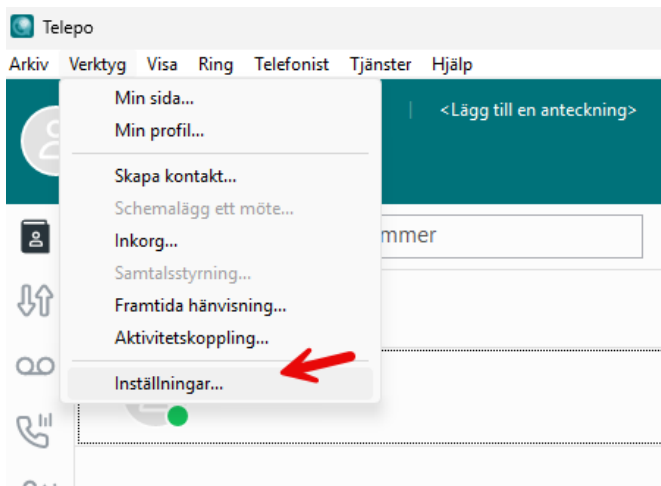 Telepo
Arkiv Verktyg Visa Ring Telefonist Tjänster Hjälp
Min sida...
<Lägg till en anteckning>
Min profil...
Skapa kontakt...
Schemalägg ett möte...
Inkorg...
mmer
Samtalsstyrning...
Framtida hänvisning...
Aktivitetskoppling...
Inställningar...